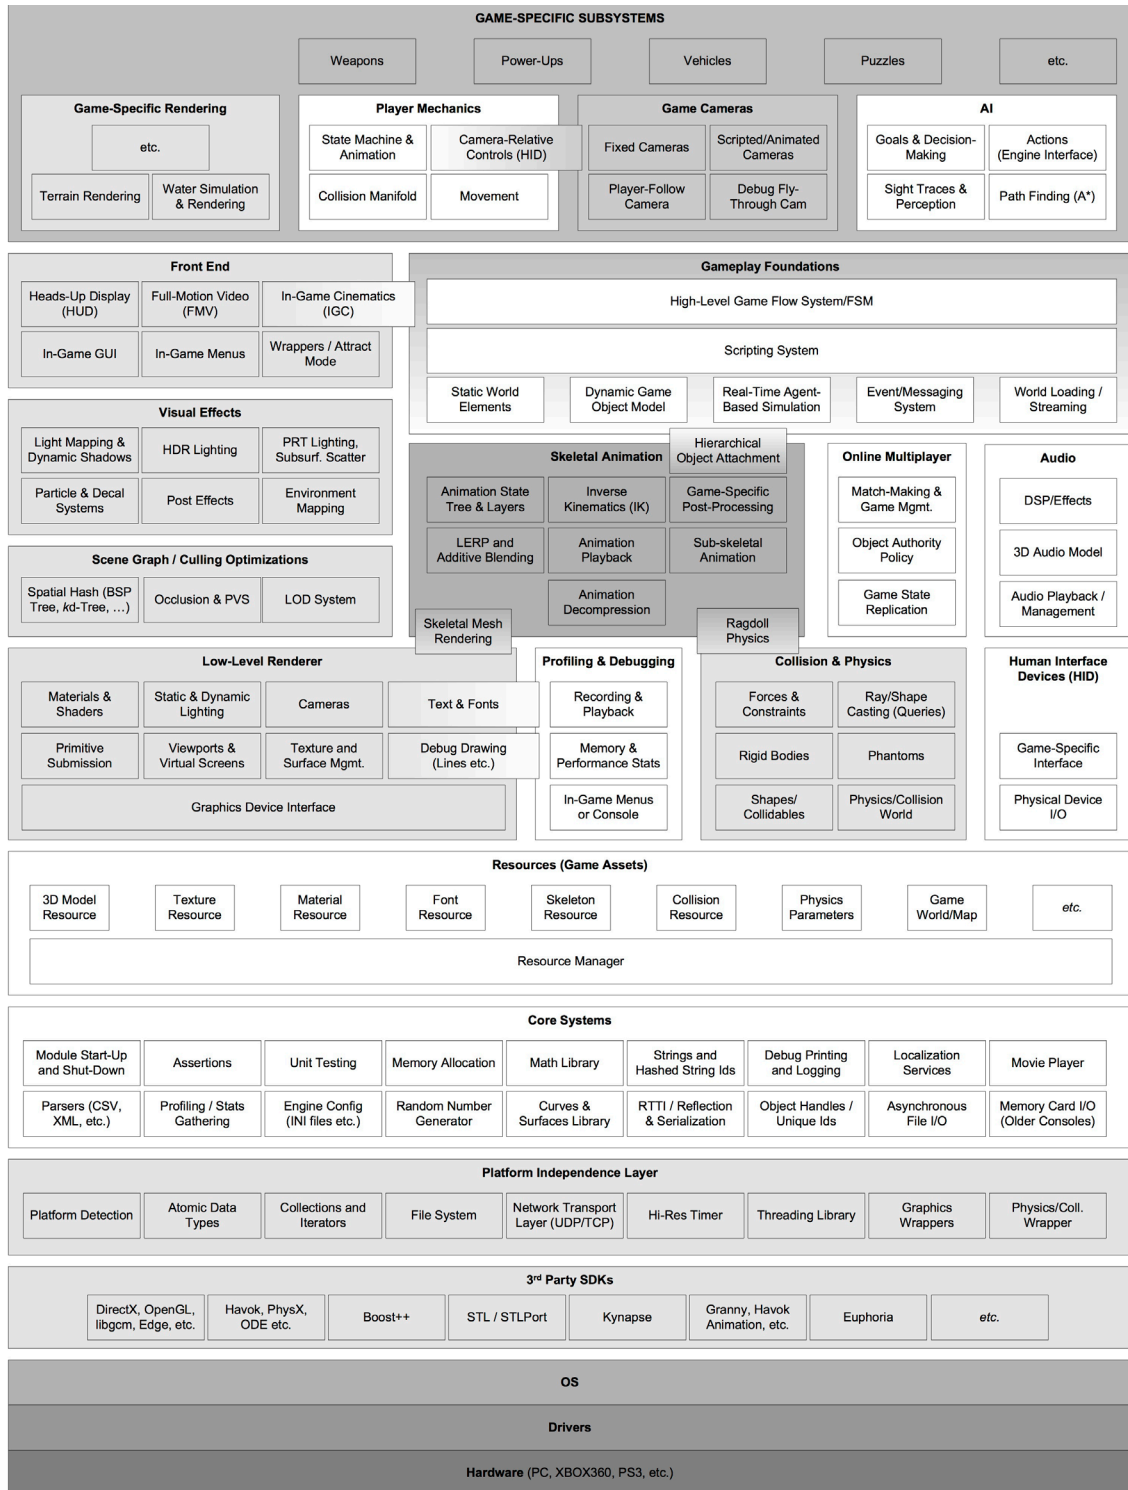 GAME-SPECIFIC SUBSYSTEMS
Weapons
Power-Ups
Vehicles
Puzzles
etc.
Game-Specific Rendering
etc.
Terrain Rendering
Water Simulation
& Rendering
Player Mechanics
State Machine &
Animation
Camera-Relative
Controls (HID)
Collision Manifold
Movement
Game Cameras
Fixed Cameras
Scripted/Animated
Cameras
Player-Follow
Camera
Debug Fly-
Through Cam
AI
Goals & Decision-
Making
Actions
(Engine Interface)
Sight Traces &
Perception
Path Finding (A*)
Front End
Heads-Up Display
(HUD)
Full-Motion Video
(FMV)
In-Game Cinematics
(IGC)
In-Game GUI
In-Game Menus
Wrappers / Attract
Mode
Gameplay Foundations
High-Level Game Flow System/FSM
Scripting System
Static World
Elements
Dynamic Game
Object Model
Real-Time Agent-
Based Simulation
Event/Messaging
System
World Loading /
Streaming
Visual Effects
Light Mapping &
Dynamic Shadows
HDR Lighting
PRT Lighting,
Subsurf. Scatter
Particle & Decal
Systems
Post Effects
Environment
Mapping
Skeletal Animation
Hierarchical
Object Attachment
Animation State
Tree & Layers
Inverse
Kinematics (IK)
Game-Specific
Post-Processing
LERP and
Additive Blending
Animation
Playback
Sub-skeletal
Animation
Animation
Decompression
Online Multiplayer
Match-Making &
Game Mgmt.
Object Authority
Policy
Game State
Replication
Audio
DSP/Effects
3D Audio Model
Audio Playback /
Management
Scene Graph / Culling Optimizations
Spatial Hash (BSP
Tree, kd-Tree, …)
Occlusion & PVS
LOD System
Skeletal Mesh
Rendering
Ragdoll
Physics
Low-Level Renderer
Materials &
Shaders
Static & Dynamic
Lighting
Cameras
Text & Fonts
Primitive
Submission
Viewports &
Virtual Screens
Texture and
Surface Mgmt.
Debug Drawing
(Lines etc.)
Graphics Device Interface
Profiling & Debugging
Recording &
Playback
Memory &
Performance Stats
In-Game Menus
or Console
Collision & Physics
Forces &
Constraints
Ray/Shape
Casting (Queries)
Rigid Bodies
Phantoms
Shapes/
Collidables
Physics/Collision
World
Human Interface
Devices (HID)
Game-Specific
Interface
Physical Device
I/O
Resources (Game Assets)
3D Model
Resource
Texture
Resource
Material
Resource
Font
Resource
Skeleton
Resource
Collision
Resource
Physics
Parameters
Game
World/Map
etc.
Resource Manager
Core Systems
Module Start-Up
and Shut-Down
Assertions
Unit Testing
Memory Allocation
Math Library
Strings and
Hashed String Ids
Debug Printing
and Logging
Localization
Services
Movie Player
Parsers (CSV,
XML, etc.)
Profiling / Stats
Gathering
Engine Config
(INI files etc.)
Random Number
Generator
Curves &
Surfaces Library
RTTI / Reflection
& Serialization
Object Handles /
Unique Ids
Asynchronous
File I/O
Memory Card I/O
(Older Consoles)
Platform Independence Layer
Platform Detection
Atomic Data
Types
Collections and
Iterators
File System
Network Transport
Layer (UDP/TCP)
Hi-Res Timer
Threading Library
Graphics
Wrappers
Physics/Coll.
Wrapper
3rd Party SDKs
DirectX, OpenGL,
libgcm, Edge, etc.
Havok, PhysX,
ODE etc.
Boost++
STL / STLPort
Kynapse
Granny, Havok
Animation, etc.
Euphoria
etc.
OS
Drivers
Hardware (PC, XBOX360, PS3, etc.)